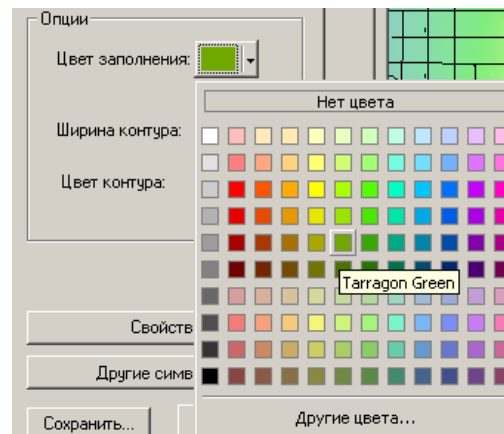 Опции
Цвет заполнения:
Нет цвета
Ширина контура:
Цвет контура:
Tarragon Green
Свойств
Другие симв
Сохранить...
Другие цвета...